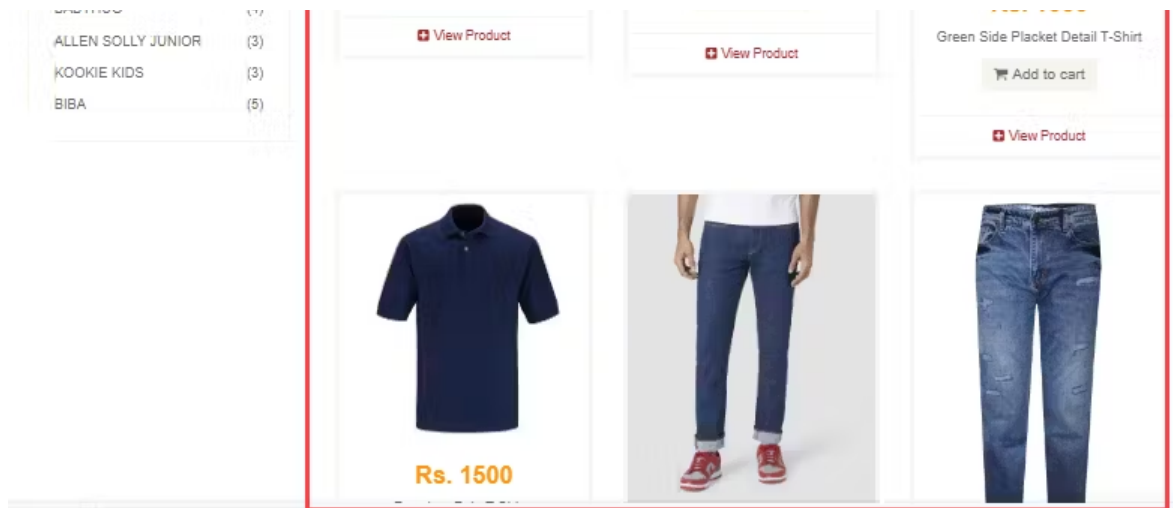 ALLEN SOLLY JUNIOR (3)
KOOKIE KIDS (3)
BIBA (5)
View Product
View Product
Green Side Placket Detail T-Shirt
Add to cart
View Product
Rs. 1500